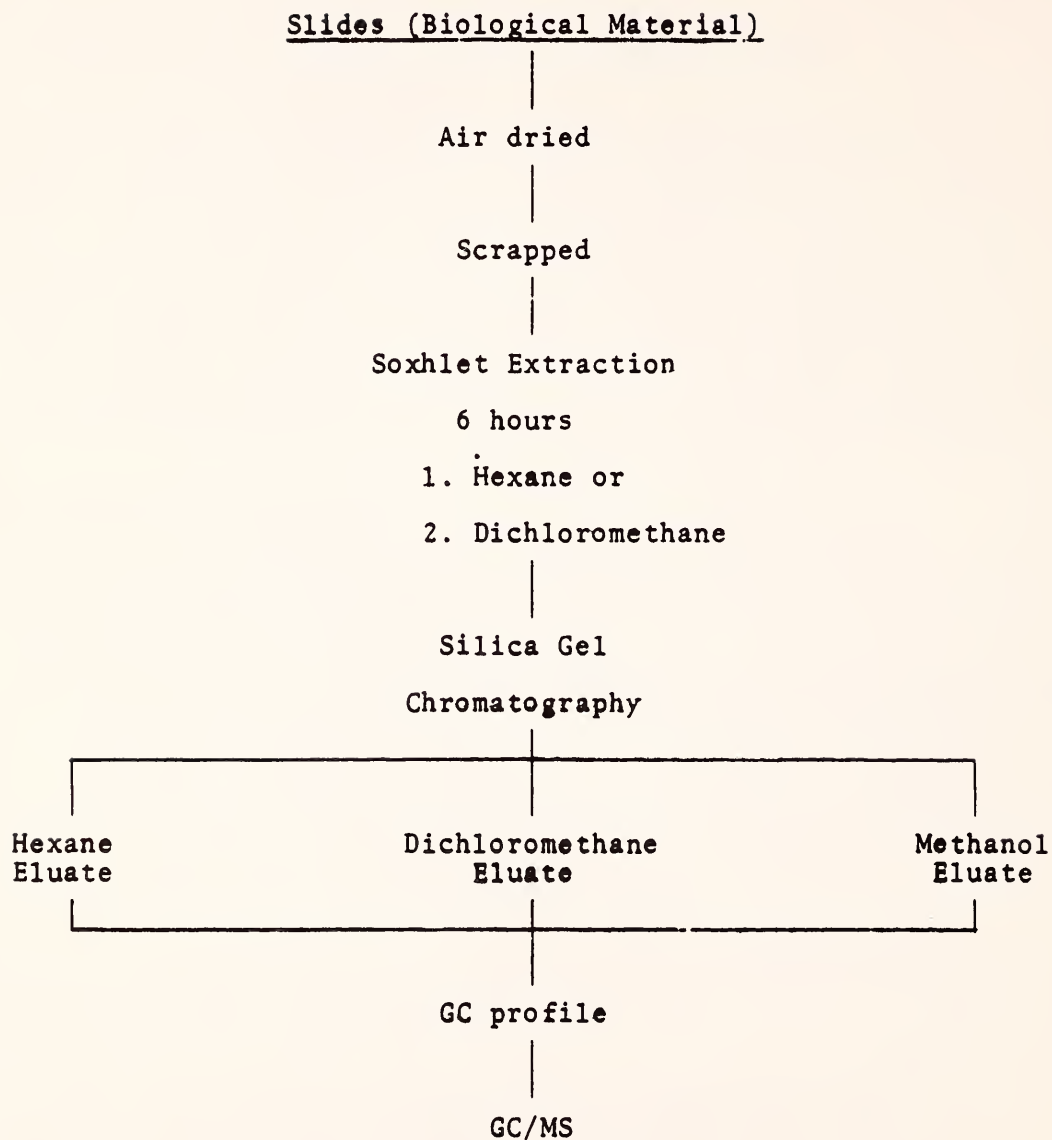 Slides (Biological Material)
Air dried
Scrapped
Soxhlet Extraction
6 hours
1. Hexane or
2. Dichloromethane
Silica Gel
Chromatography
Hexane
Eluate
Dichloromethane
Eluate
Methanol
Eluate
GC profile
GC/MS